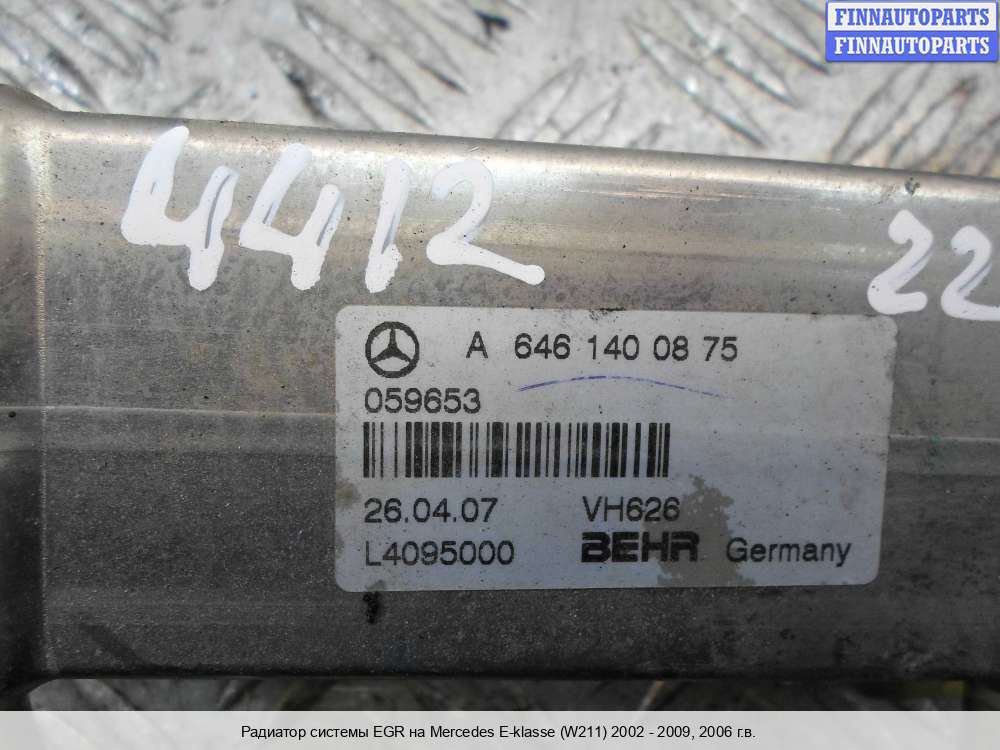 FINNAUTOPARTS
FINNAUTOPARTS
4412
22
A 646 140 08 75
059653
26.04.07 VH626
L4095000 BEHR Germany
Радиатор системы EGR на Mercedes E-klasse (W211) 2002 - 2009, 2006 г.в.